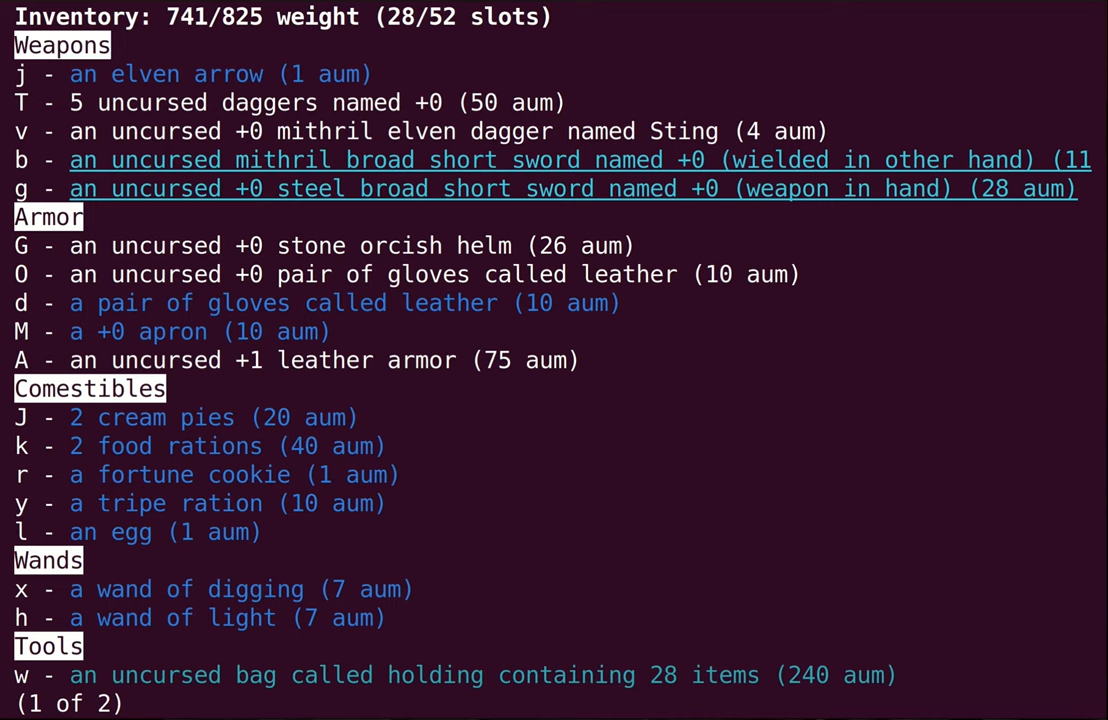 Inventory: 741/825 weight (28/52 slots)
Weapons
j - an elven arrow (1 aum)
T - 5 uncursed daggers named +0 (50 aum)
v - an uncursed +0 mithril elven dagger named Sting (4 aum)
b - an uncursed mithril broad short sword named +0 (wielded in other hand) (11
g - an uncursed +0 steel broad short sword named +0 (weapon in hand) (28 aum)
Armor
G - an uncursed +0 stone orcish helm (26 aum)
O - an uncursed +0 pair of gloves called leather (10 aum)
d - a pair of gloves called leather (10 aum)
M - a +0 apron (10 aum)
A - an uncursed +1 leather armor (75 aum)
Comestibles
J - 2 cream pies (20 aum)
k - 2 food rations (40 aum)
r - a fortune cookie (1 aum)
y - a tripe ration (10 aum)
l - an egg (1 aum)
Wands
x - a wand of digging (7 aum)
h - a wand of light (7 aum)
Tools
w - an uncursed bag called holding containing 28 items (240 aum)
(1 of 2)